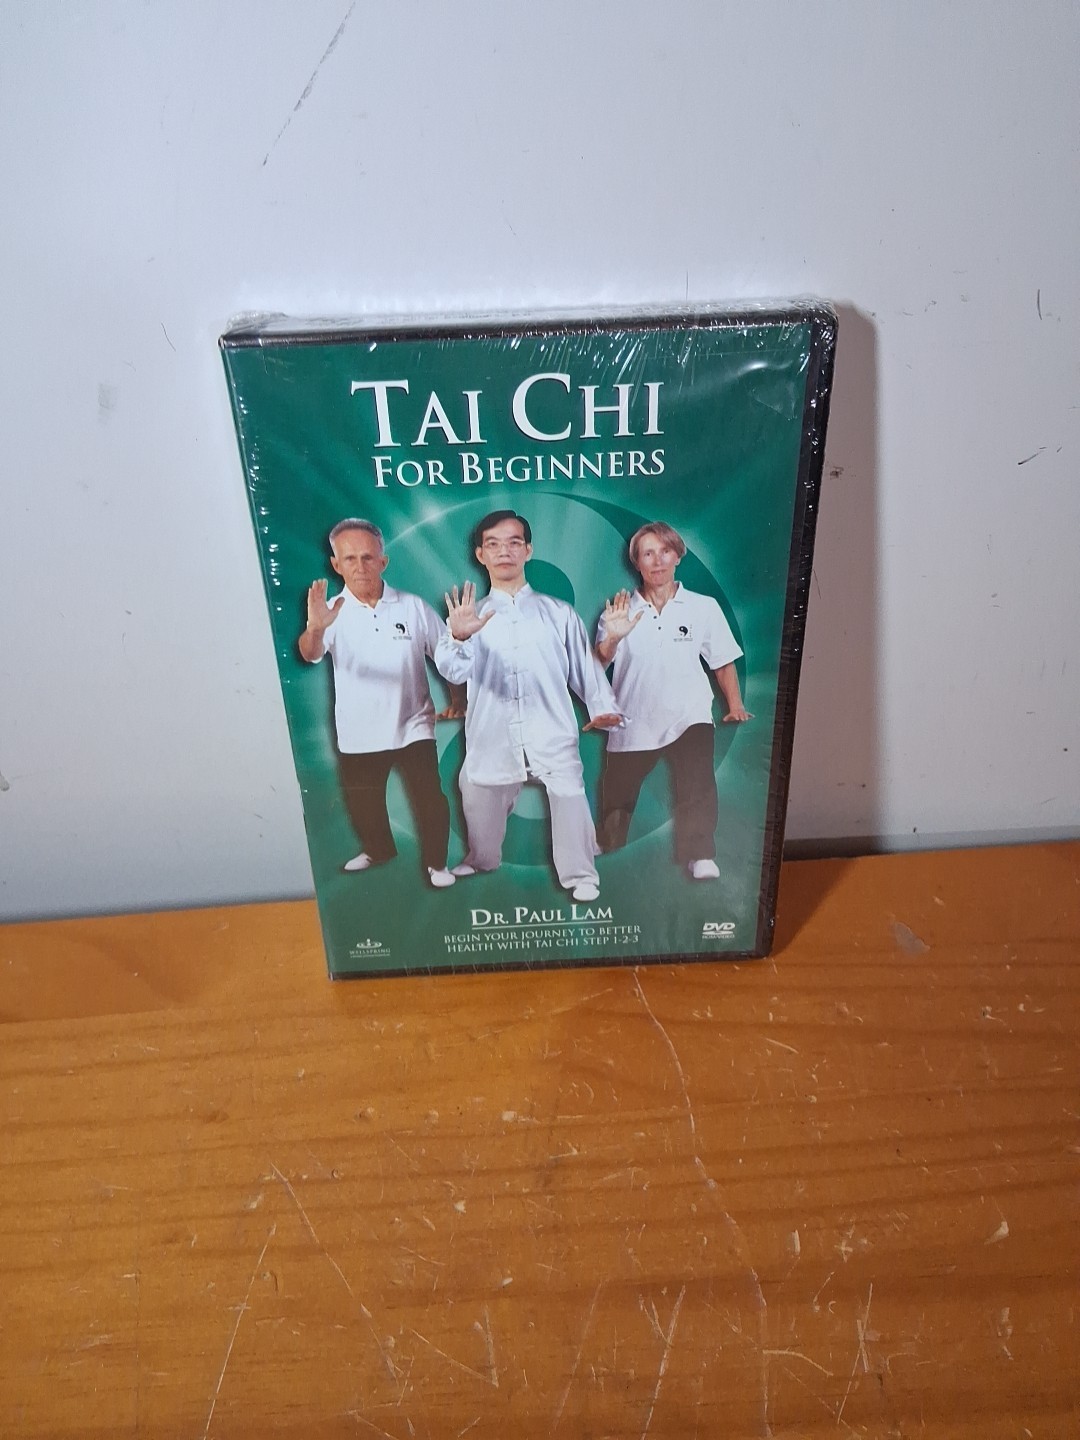 TAI CHI
FOR BEGINNERS
DR. PAUL LAM
BEGIN YOUR JOURNEY TO BETTER
HEALTH WITH TAI CHI STEP 1-2-3
WELLSPRING
DVD